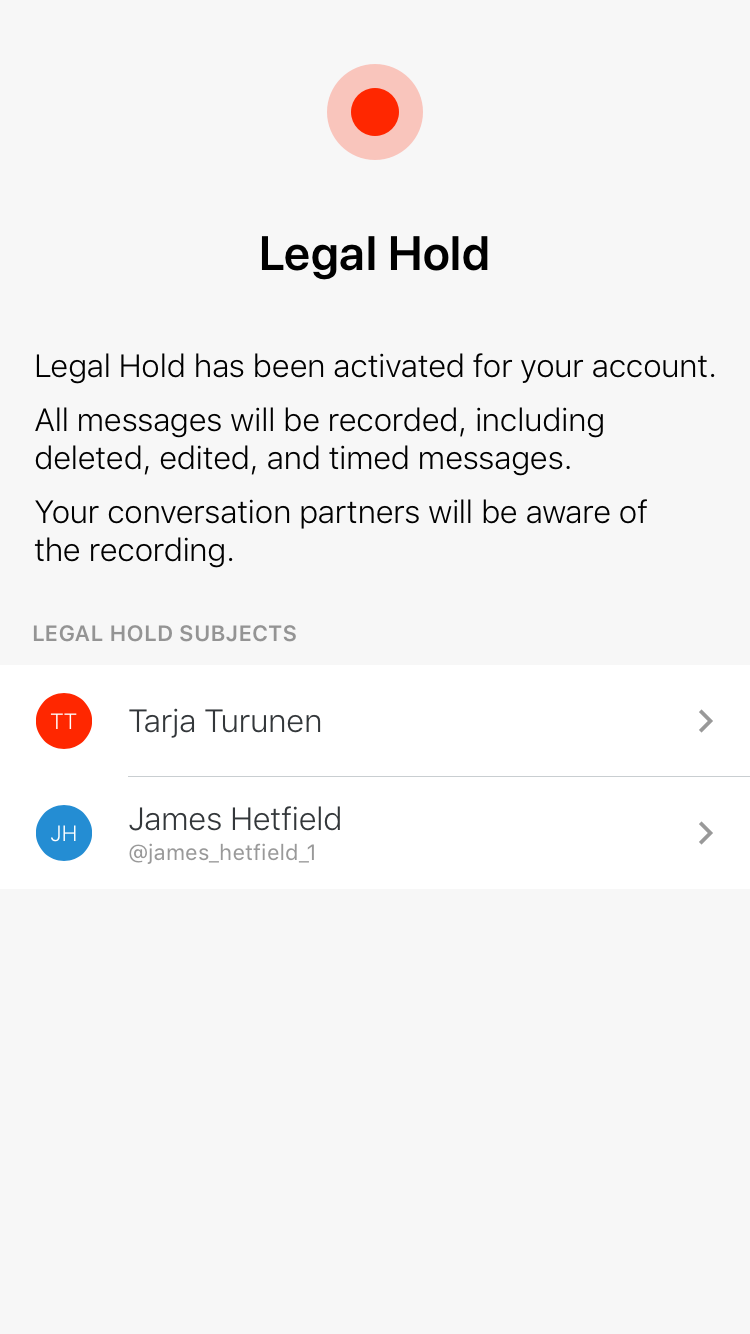 Legal Hold
Legal Hold has been activated for your account.
All messages will be recorded, including
deleted, edited, and timed messages.
Your conversation partners will be aware of
the recording.
LEGAL HOLD SUBJECTS
TT
Tarja Turunen
JH
James Hetfield
@james_hetfield_1